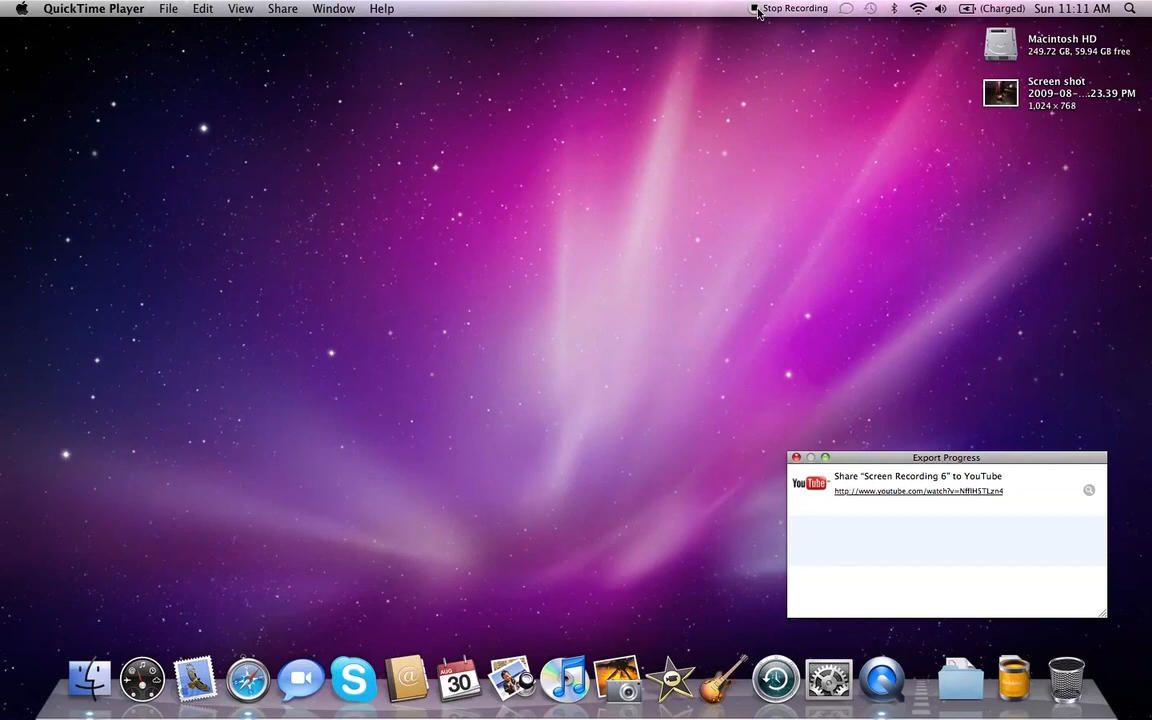 QuickTime Player File Edit View Share Window Help Stop Recording (Charged) Sun 11:11 AM
Macintosh HD
249.72 GB, 59.94 GB free
Screen shot
2009-08-....23.39 PM
1,024 × 768
Export Progress
YouTube
Share "Screen Recording 6" to YouTube
AUG
30